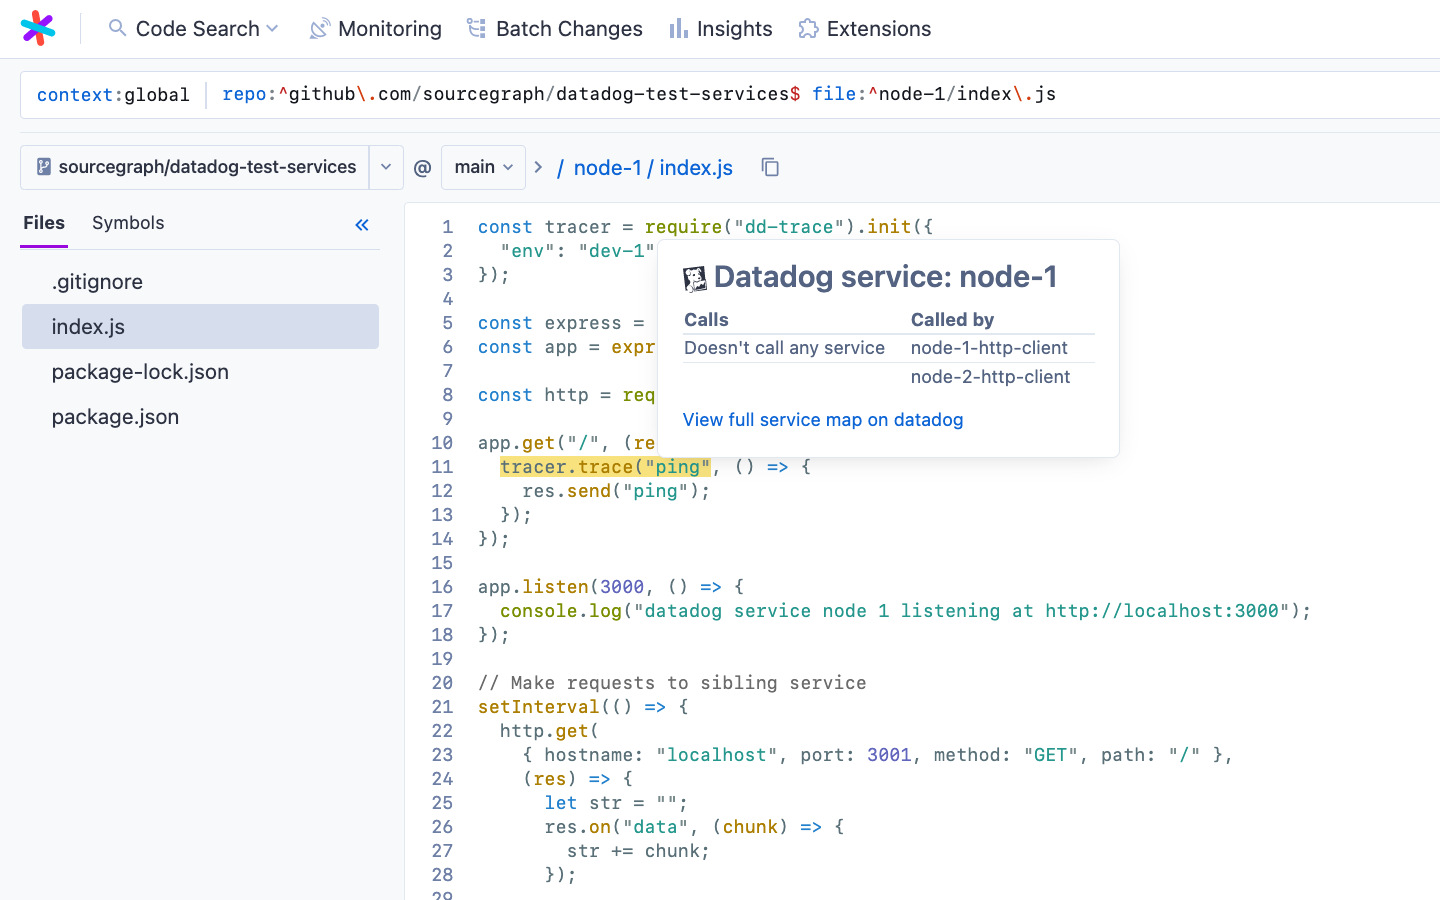 Code Search Monitoring Batch Changes Insights Extensions
context:global repo:^github\.com/sourcegraph/datadog-test-services$ file:^node-1/index\.js
sourcegraph/datadog-test-services @ main > / node-1 / index.js
Files Symbols «
.gitignore
index.js
package-lock.json
package.json
1 const tracer = require("dd-trace").init({
2 "env": "dev-1"
3 });
4
5 const express =
6 const app = expr
7
8 const http = req
9
10 app.get("/", (re
Datadog service: node-1
Calls Called by
Doesn't call any service node-1-http-client
node-2-http-client
View full service map on datadog
11 tracer.trace("ping", () => {
12 res.send("ping");
13 });
14 });
15
16 app.listen(3000, () => {
17 console.log("datadog service node 1 listening at http://localhost:3000");
18 });
19
20 // Make requests to sibling service
21 setInterval(() => {
22 http.get(
23 { hostname: "localhost", port: 3001, method: "GET", path: "/" },
24 (res) => {
25 let str = "";
26 res.on("data", (chunk) => {
27 str += chunk;
28 });
29